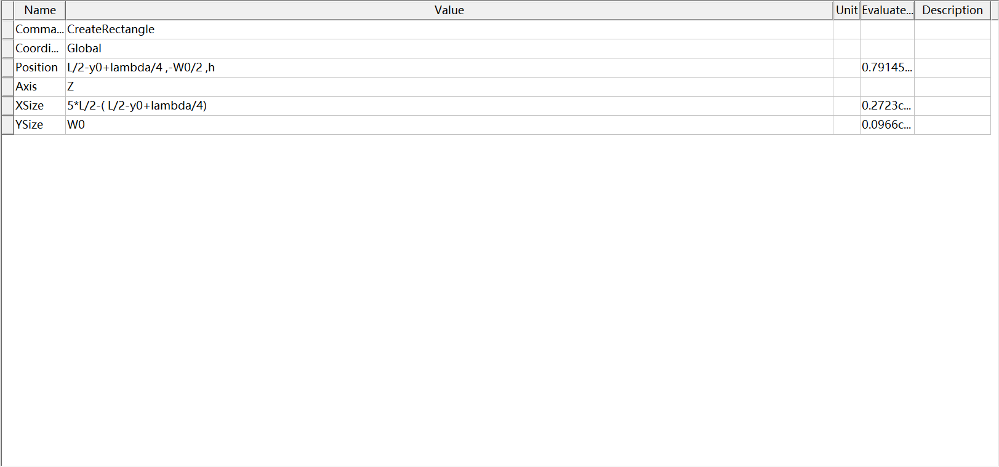 Name Value Unit Evaluate... Description
Comma... CreateRectangle
Coordi... Global
Position L/2-y0+lambda/4 ,-W0/2 ,h 0.79145...
Axis Z
XSize 5*L/2-( L/2-y0+lambda/4) 0.2723c...
YSize W0 0.0966c...